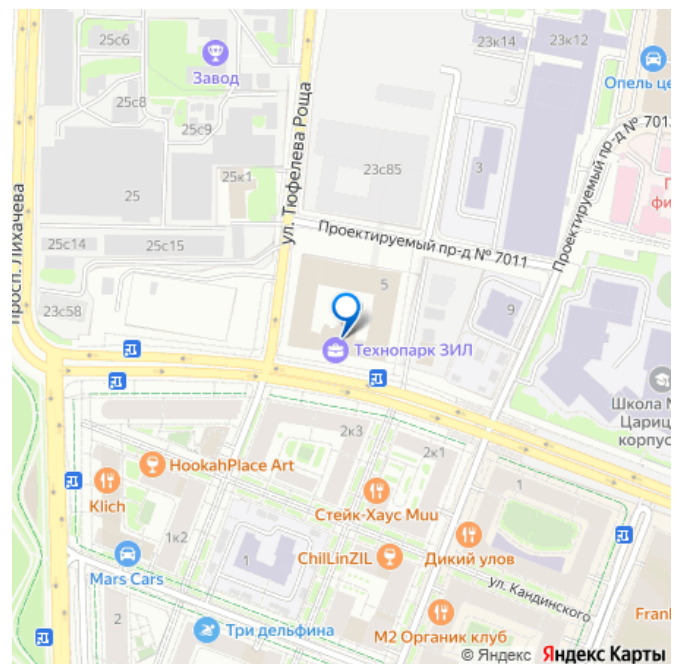 25с6
23к14
23к12
Завод
Опель це
25с8
25с9
ул. Тюфелева Роща
Проектируемый пр-д № 7013
23с85
3
25к1
25
просп. Лихачева
25с14
25с15
Проектируемый пр-д № 7011
фи
23с58
5
9
Технопарк ЗИЛ
Школа №
Цариц
корпус
2к3
2к1
HookahPlace Art
Klich
Стейк-Хаус Muu
1
1к2
1
ChilLinZIL
Дикий улов
Mars Cars
ул. Кандинского
2
Три дельфина
М2 Органик клуб
Frank
© Яндекс Яндекс Карты